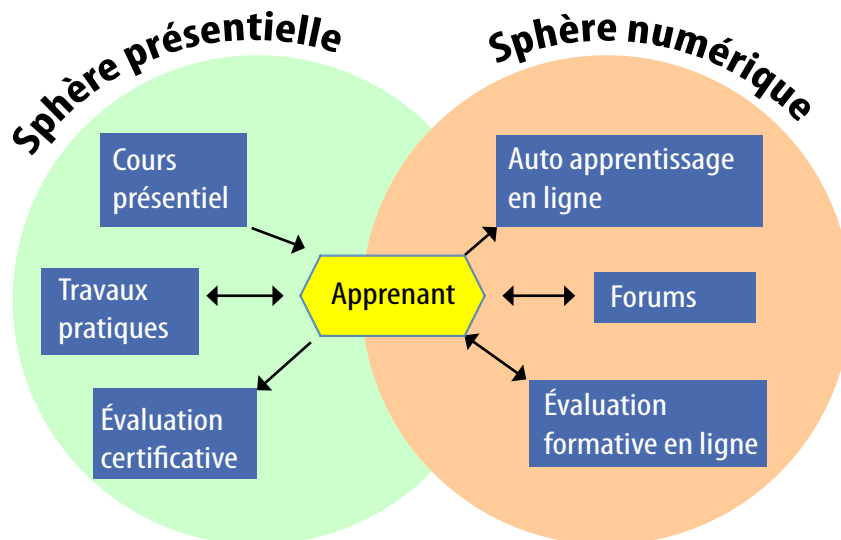 Sphère présentielle
Sphère numérique
Cours
présentiel
Auto apprentissage
en ligne
Travaux
pratiques
Apprenant
Forums
Évaluation
certificative
Évaluation
formative en ligne